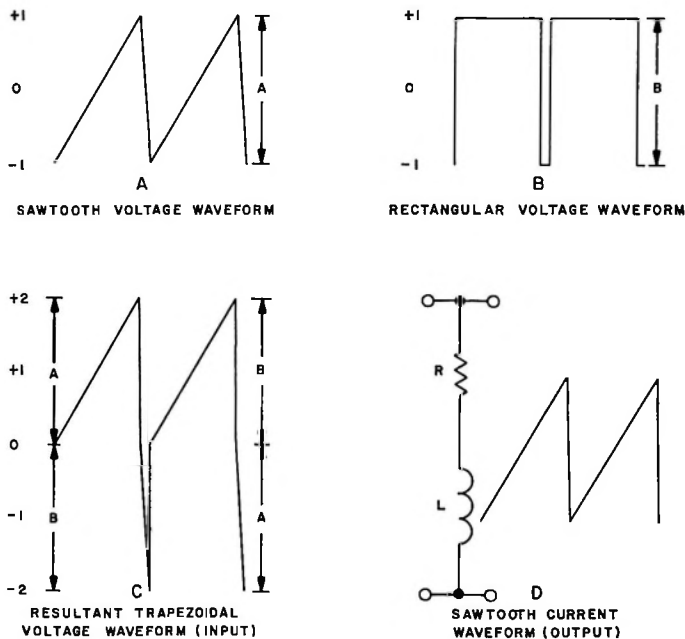 +1
0
-1
A
A
SAWTOOTH VOLTAGE WAVEFORM
+1
0
-1
B
B
RECTANGULAR VOLTAGE WAVEFORM
+2
+1
0
-1
-2
A
B
B
A
C
RESULTANT TRAPEZOIDAL
VOLTAGE WAVEFORM (INPUT)
R
L
D
SAWTOOTH CURRENT
WAVEFORM (OUTPUT)